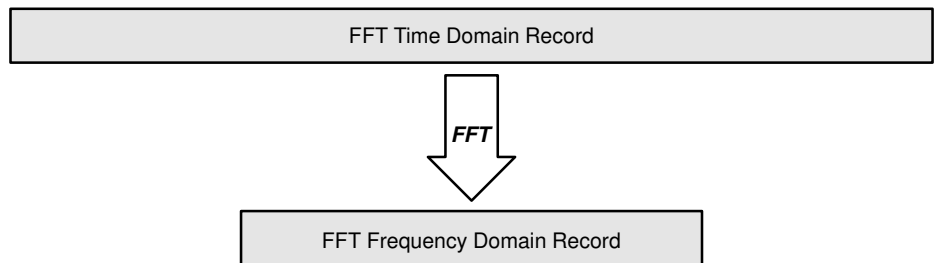 FFT Time Domain Record
FFT
FFT Frequency Domain Record